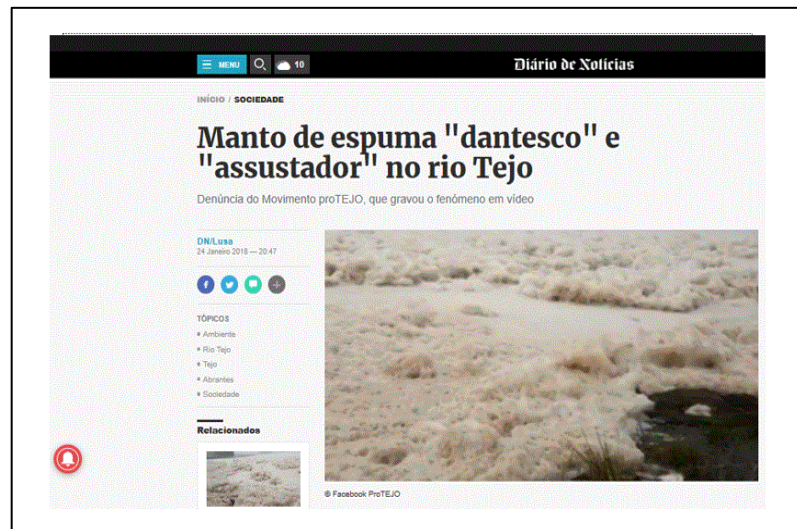 MENU 10 Diário de Notícias
INÍCIO / SOCIEDADE
Manto de espuma "dantesco" e
"assustador" no rio Tejo
Denúncia do Movimento proTEJO, que gravou o fenómeno em vídeo
DN/Lusa
24 Janeiro 2018 — 20:47
TÓPICOS
Ambiente
Rio Tejo
Tejo
Abrantes
Sociedade
Relacionados
© Facebook ProTEJO